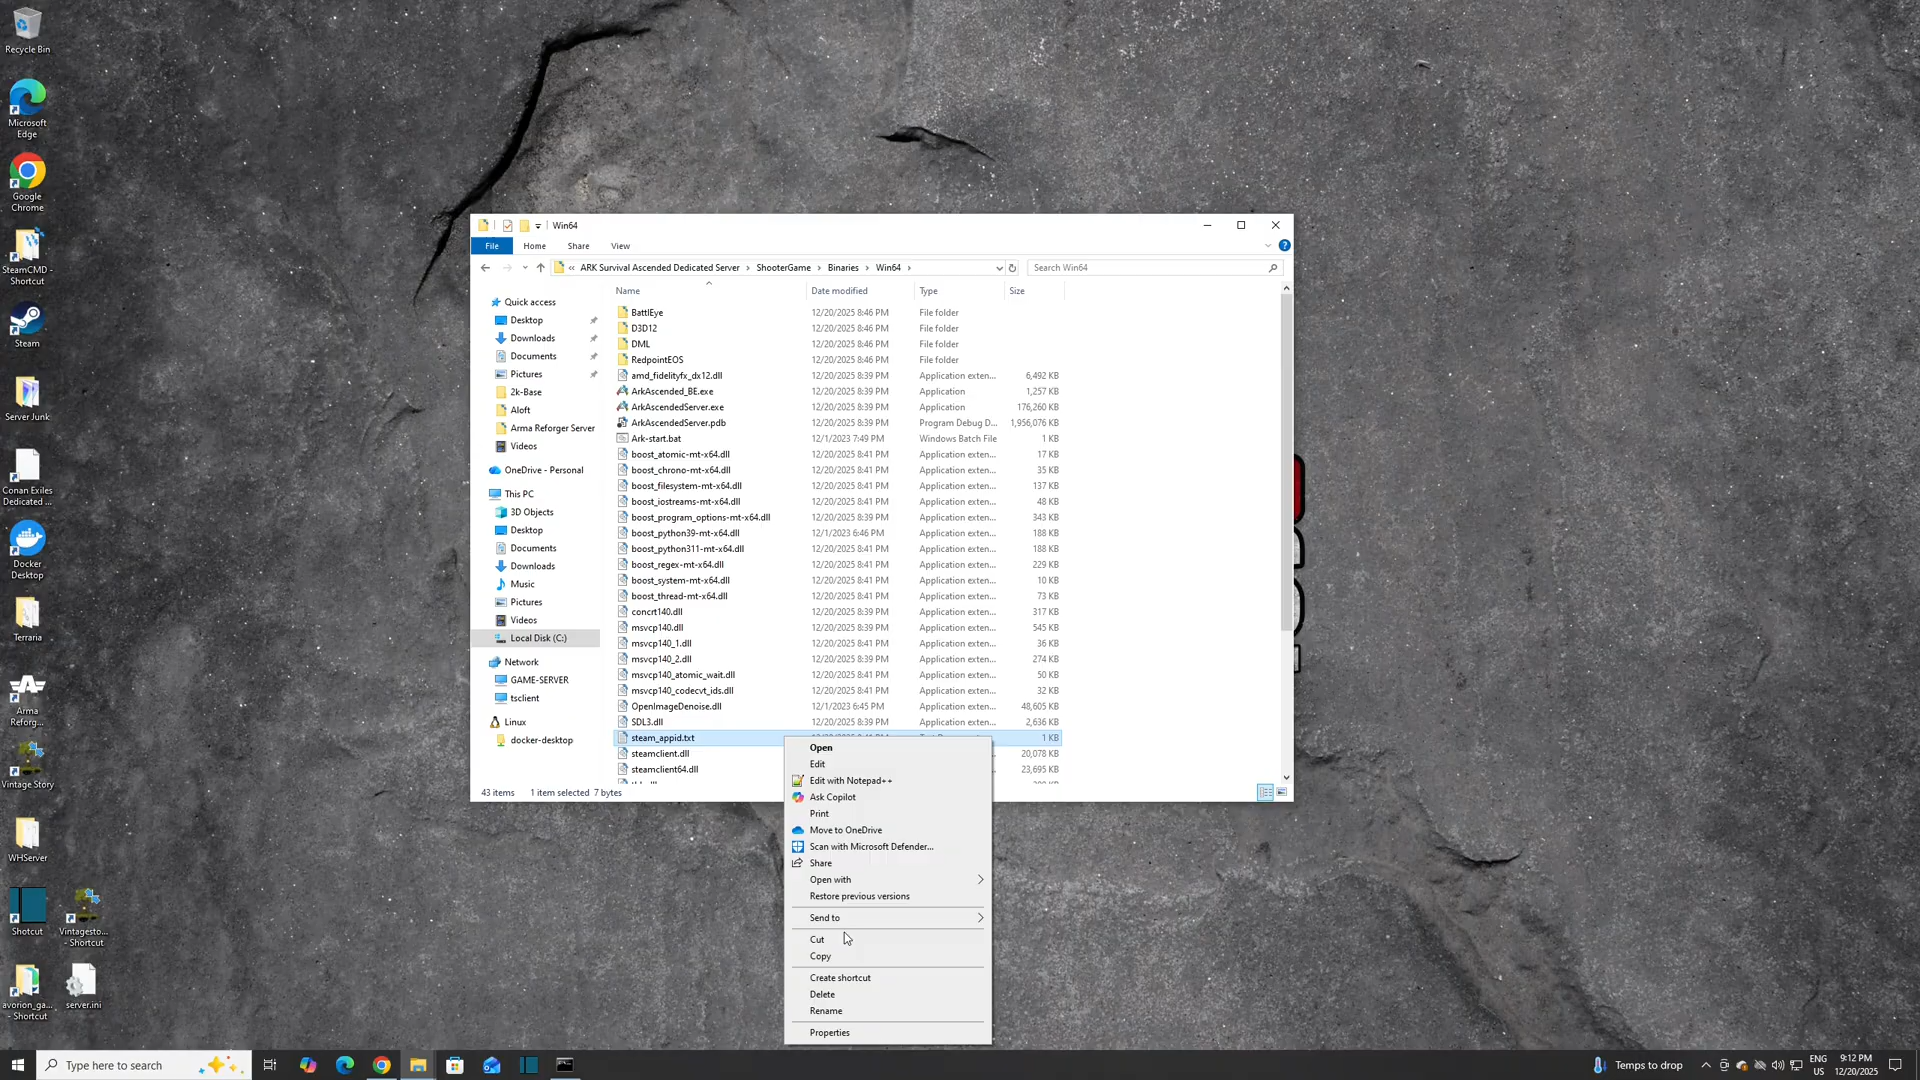 Recycle Bin
Microsoft
Edge
Google
Chrome
SteamCMD -
Shortcut
Steam
Server Junk
Conan Exiles
Dedicated ...
Docker
Desktop
Terraria
Arma
Reforg...
Vintage Story
WHServer
Shotcut
Vintagesto...
- Shortcut
avorion_ga...
- Shortcut
server.ini
Win64
File Home Share View
« ARK Survival Ascended Dedicated Server › ShooterGame › Binaries › Win64 ›
Search Win64
Quick access
Desktop
Downloads
Documents
Pictures
2k-Base
Aloft
Arma Reforger Server
Videos
OneDrive - Personal
This PC
3D Objects
Desktop
Documents
Downloads
Music
Pictures
Videos
Local Disk (C:)
Network
GAME-SERVER
tsclient
Linux
docker-desktop
Name Date modified Type Size
BattlEye 12/20/2025 8:46 PM File folder
D3D12 12/20/2025 8:46 PM File folder
DML 12/20/2025 8:46 PM File folder
RedpointEOS 12/20/2025 8:46 PM File folder
amd_fidelityfx_dx12.dll 12/20/2025 8:39 PM Application exten... 6,492 KB
ArkAscended_BE.exe 12/20/2025 8:39 PM Application 1,257 KB
ArkAscendedServer.exe 12/20/2025 8:39 PM Application 176,260 KB
ArkAscendedServer.pdb 12/20/2025 8:39 PM Program Debug D... 1,956,076 KB
Ark-start.bat 12/1/2023 7:49 PM Windows Batch File 1 KB
boost_atomic-mt-x64.dll 12/20/2025 8:41 PM Application exten... 17 KB
boost_chrono-mt-x64.dll 12/20/2025 8:41 PM Application exten... 35 KB
boost_filesystem-mt-x64.dll 12/20/2025 8:41 PM Application exten... 137 KB
boost_iostreams-mt-x64.dll 12/20/2025 8:41 PM Application exten... 48 KB
boost_program_options-mt-x64.dll 12/20/2025 8:39 PM Application exten... 343 KB
boost_python39-mt-x64.dll 12/1/2023 6:46 PM Application exten... 188 KB
boost_python311-mt-x64.dll 12/20/2025 8:41 PM Application exten... 188 KB
boost_regex-mt-x64.dll 12/20/2025 8:41 PM Application exten... 229 KB
boost_system-mt-x64.dll 12/20/2025 8:41 PM Application exten... 10 KB
boost_thread-mt-x64.dll 12/20/2025 8:41 PM Application exten... 73 KB
concrt140.dll 12/20/2025 8:39 PM Application exten... 317 KB
msvcp140.dll 12/20/2025 8:39 PM Application exten... 545 KB
msvcp140_1.dll 12/20/2025 8:41 PM Application exten... 36 KB
msvcp140_2.dll 12/20/2025 8:39 PM Application exten... 274 KB
msvcp140_atomic_wait.dll 12/20/2025 8:41 PM Application exten... 50 KB
msvcp140_codecvt_ids.dll 12/20/2025 8:41 PM Application exten... 32 KB
OpenImageDenoise.dll 12/1/2023 6:45 PM Application exten... 48,605 KB
SDL3.dll 12/20/2025 8:39 PM Application exten... 2,636 KB
steam_appid.txt 1 KB
steamclient.dll 20,078 KB
steamclient64.dll 23,695 KB
43 items 1 item selected 7 bytes
Open
Edit
Edit with Notepad++
Ask Copilot
Print
Move to OneDrive
Scan with Microsoft Defender...
Share
Open with
Restore previous versions
Send to
Cut
Copy
Create shortcut
Delete
Rename
Properties
Type here to search
Temps to drop
ENG
US
9:12 PM
12/20/2025